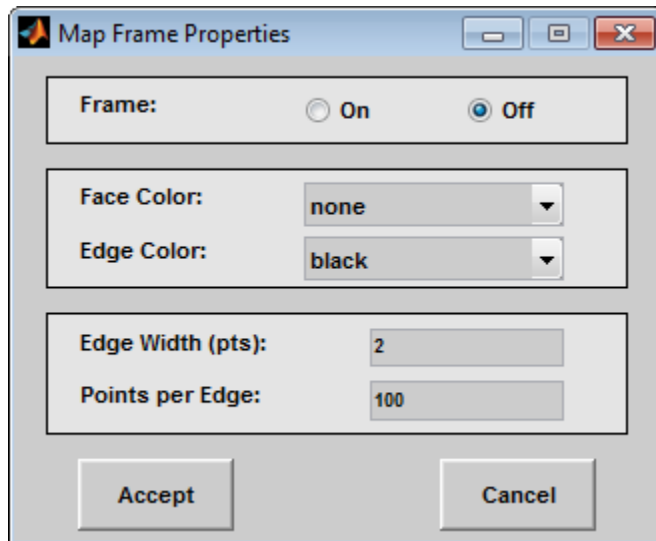 Map Frame Properties
Frame: On Off
Face Color: none
Edge Color: black
Edge Width (pts): 2
Points per Edge: 100
Accept Cancel